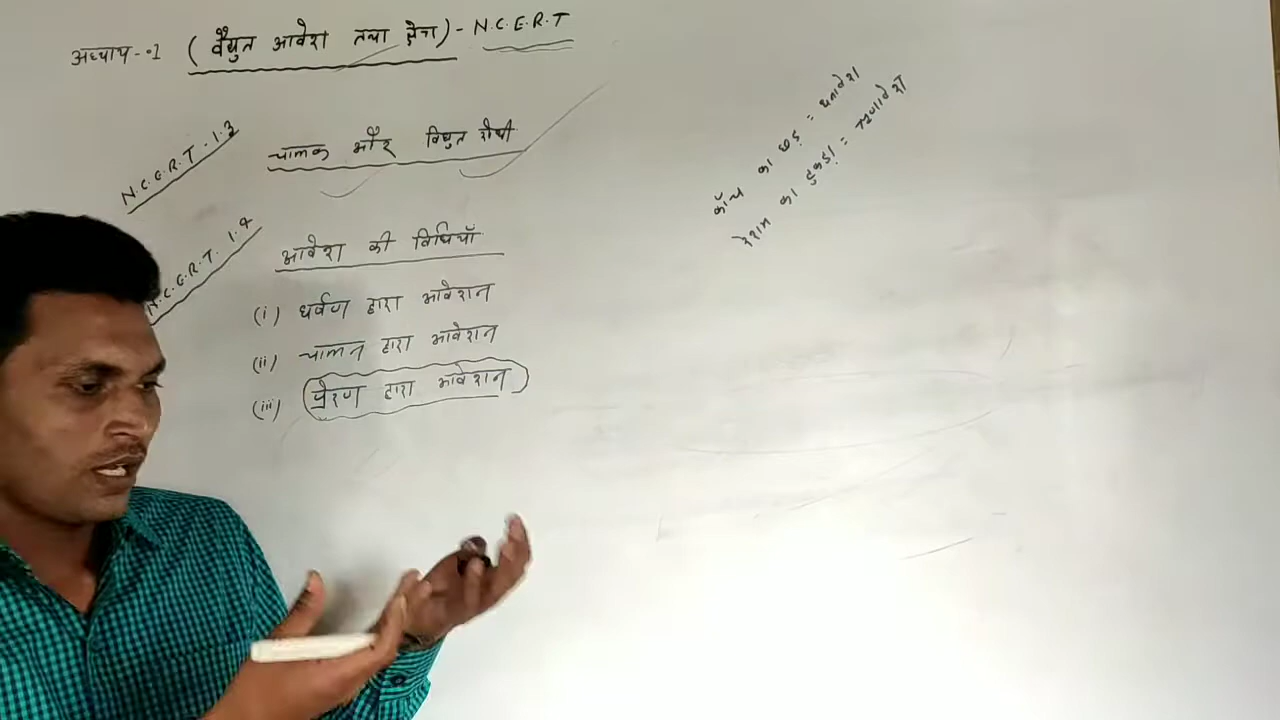 अध्याय-01 (वैद्युत आवेश तथा क्षेत्र) - N.C.E.R.T
N.C.E.R.T - 1.3
चालक और विद्युत रोधी
N.C.E.R.T. 1.4
आवेश की विधियाँ
(i) घर्षण द्वारा आवेशन
(ii) चालन द्वारा आवेशन
(iii) प्रेरण द्वारा आवेशन
काँच का छड़ = धनावेश
रेशम का टुकड़ा = ऋणावेश